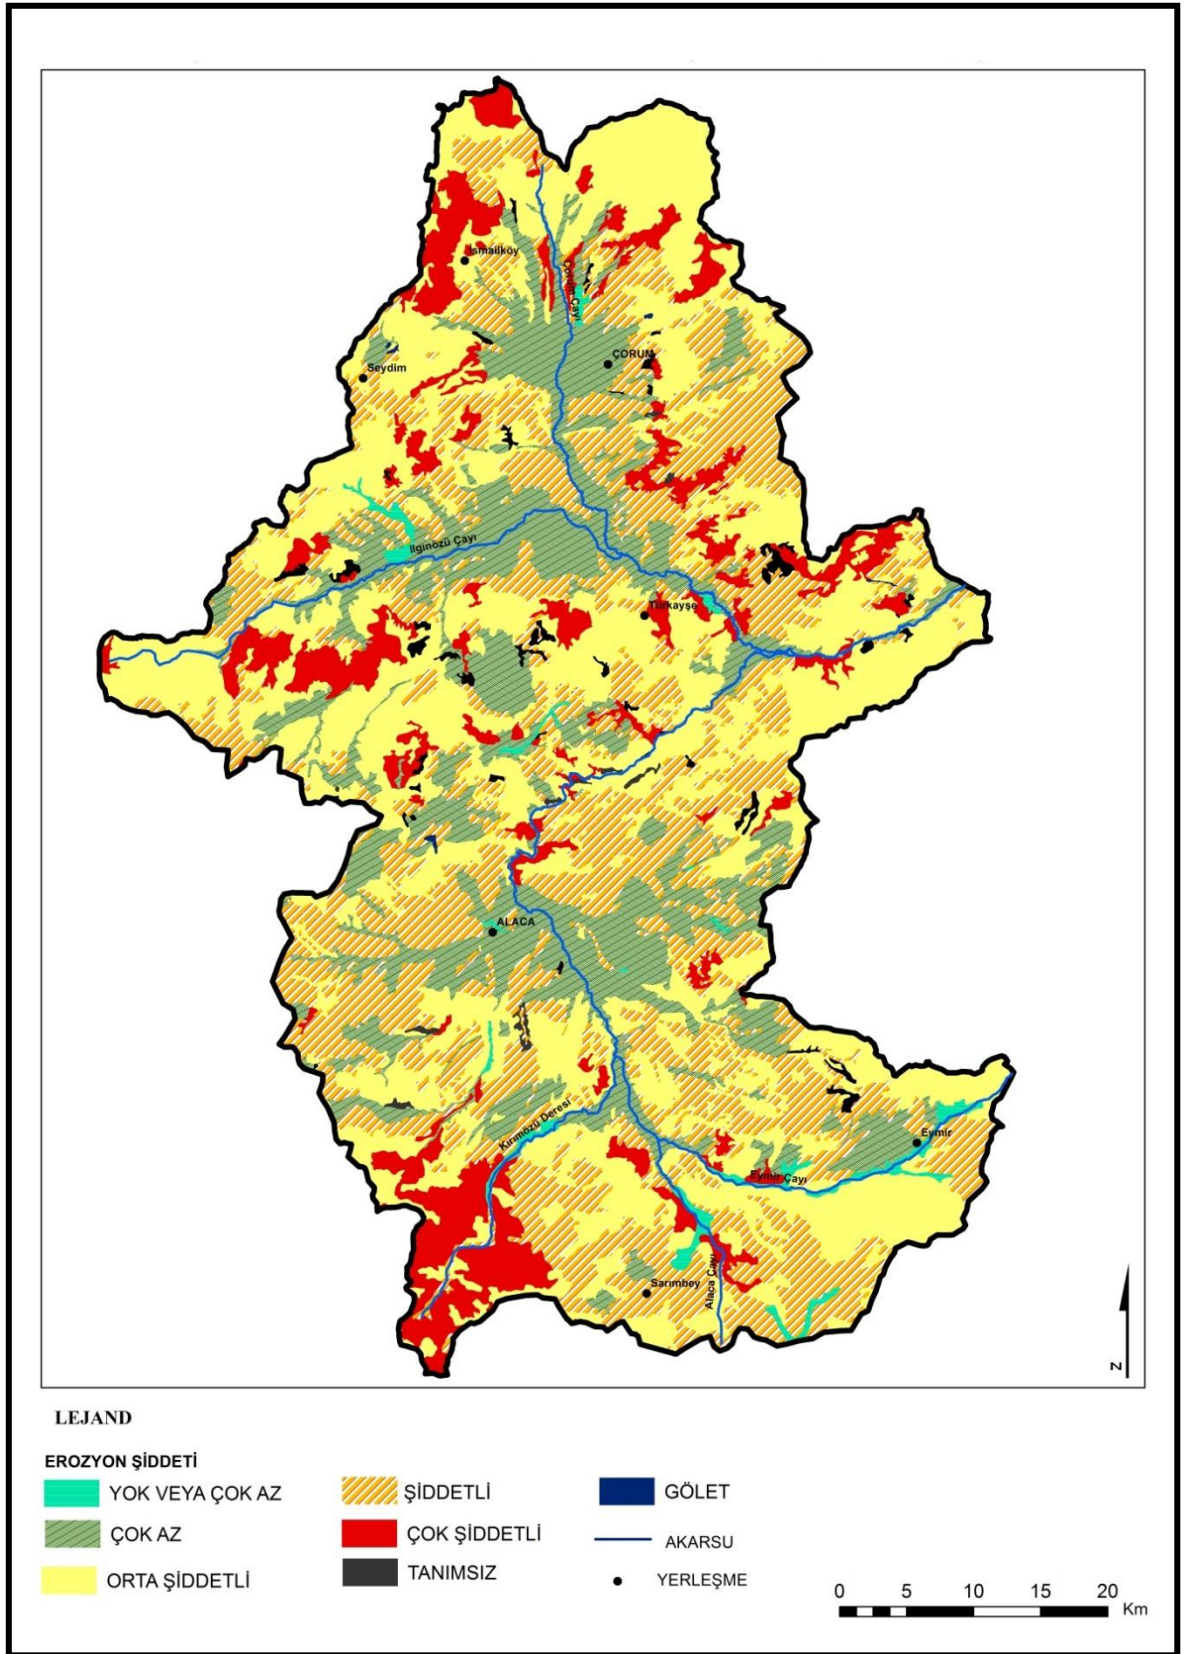 İsmailköy
Çorum Çayı
ÇORUM
Seydim
Ilgınözü Çayı
Türkayşe
ALACA
Kırımözü Deresi
Eymir
Eymir Çayı
Sarımbey
Alaca Çayı
N
LEJAND
EROZYON ŞİDDETİ
YOK VEYA ÇOK AZ
ÇOK AZ
ORTA ŞİDDETLİ
ŞİDDETLİ
ÇOK ŞİDDETLİ
TANIMSIZ
GÖLET
AKARSU
YERLEŞME
0 5 10 15 20
Km